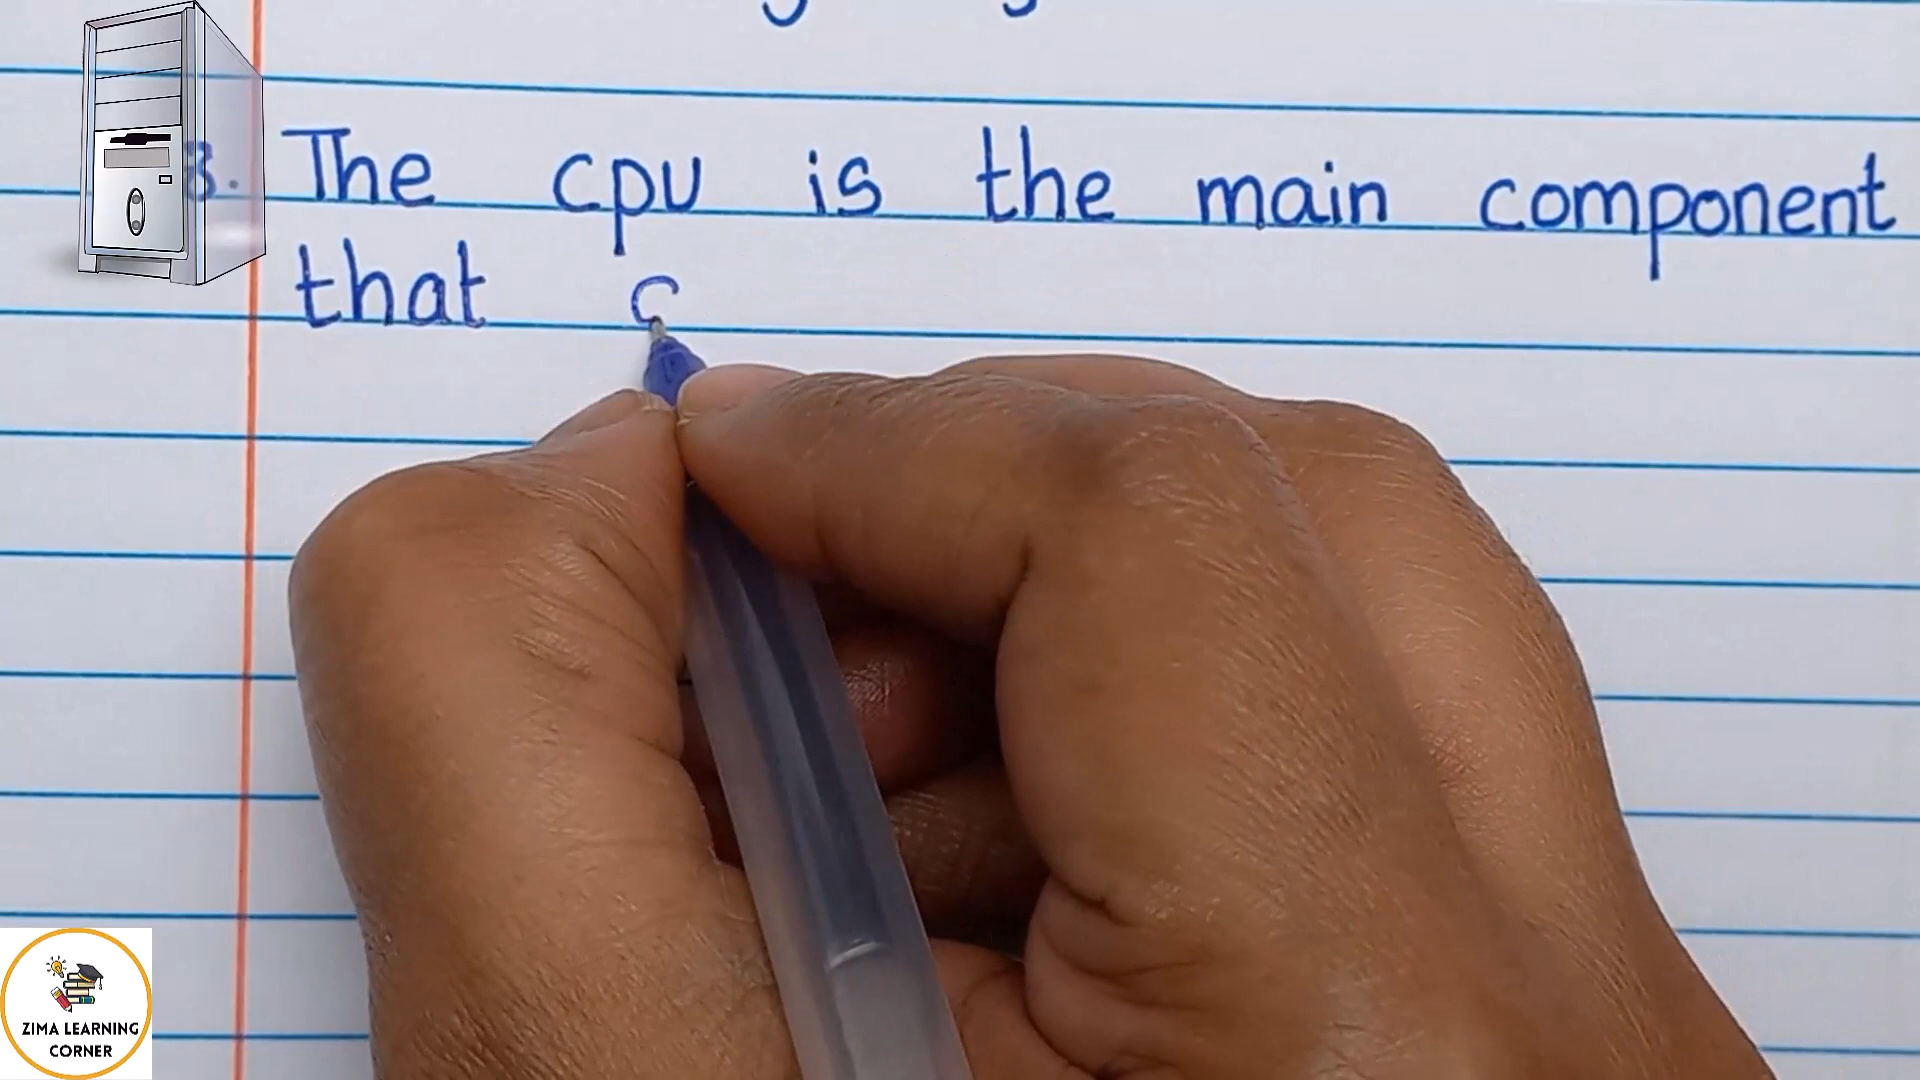 3. The cpu is the main component
that c
ZIMA LEARNING
CORNER